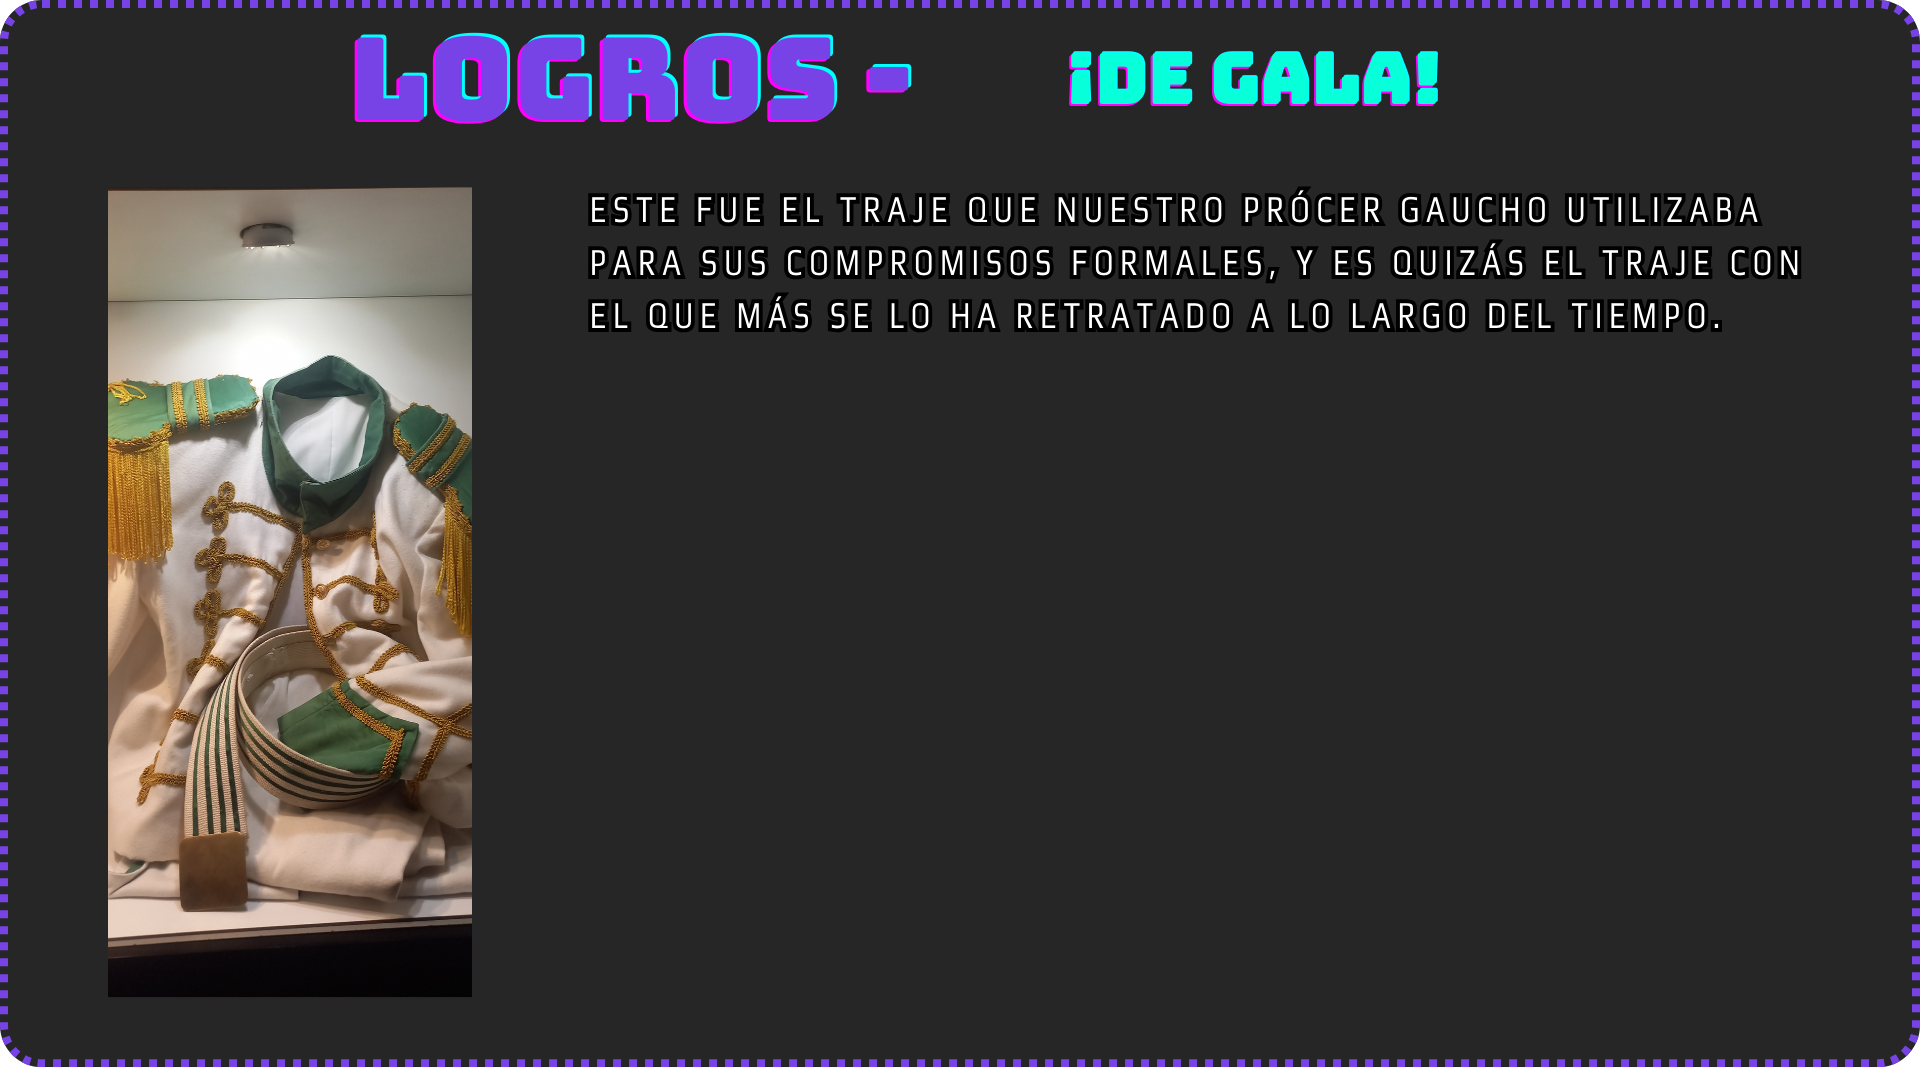 LOGROS -
¡DE GALA!
ESTE FUE EL TRAJE QUE NUESTRO PRÓCER GAUCHO UTILIZABA
PARA SUS COMPROMISOS FORMALES, Y ES QUIZÁS EL TRAJE CON
EL QUE MÁS SE LO HA RETRATADO A LO LARGO DEL TIEMPO.